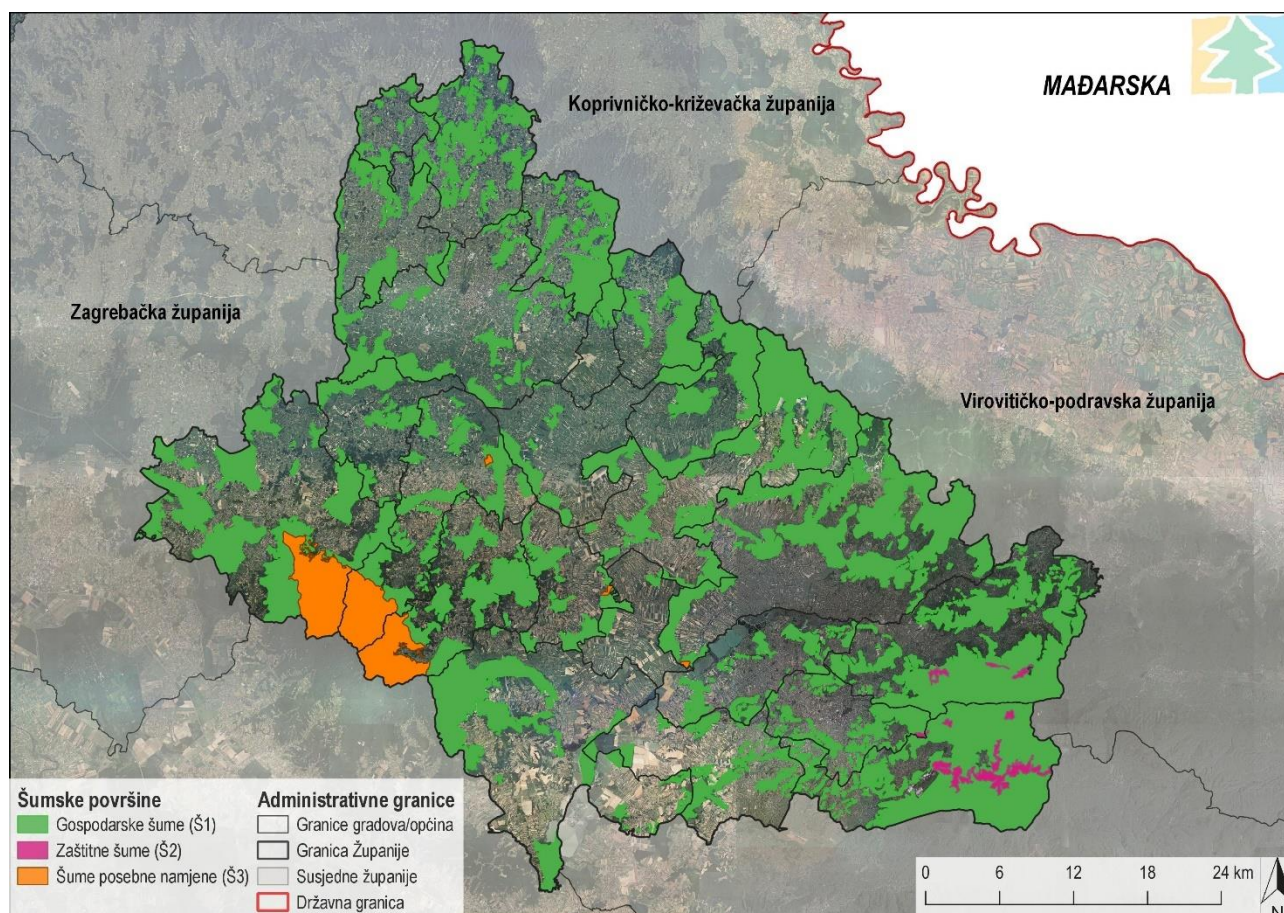 MAĐARSKA
Koprivničko-križevačka županija
Zagrebačka županija
Virovitičko-podravska županija
Šumske površine
Gospodarske šume (Š1)
Zaštitne šume (Š2)
Šume posebne namjene (Š3)
Administrativne granice
Granice gradova/općina
Granica Županije
Susjedne županije
Državna granica
0 6 12 18 24 km
N